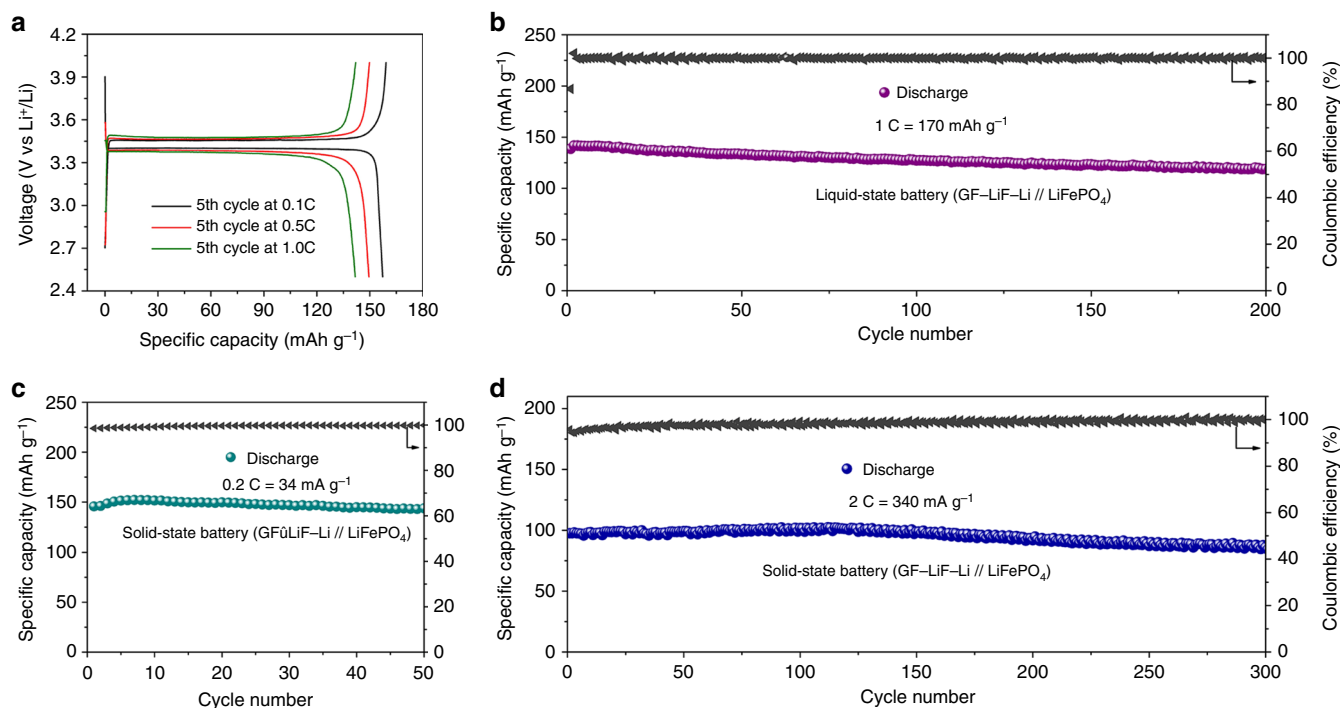 a
3.9
3.6
3.3
3.0
2.7
2.4
4.2
Voltage (V vs Li⁺/Li)
5th cycle at 0.1C
5th cycle at 0.5C
5th cycle at 1.0C
0 30 60 90 120 150 180
Specific capacity (mAh g⁻¹)
b
250
200
150
100
50
0
Specific capacity (mAh g⁻¹)
Discharge
1 C = 170 mAh g⁻¹
Liquid-state battery (GF–LiF–Li // LiFePO₄)
0 50 100 150 200
Cycle number
100
80
60
40
20
0
Coulombic efficiency (%)
c
250
200
150
100
50
0
Specific capacity (mAh g⁻¹)
Discharge
0.2 C = 34 mA g⁻¹
Solid-state battery (GFûLiF–Li // LiFePO₄)
0 10 20 30 40 50
Cycle number
100
80
60
40
20
0
d
200
150
100
50
0
Specific capacity (mAh g⁻¹)
Discharge
2 C = 340 mA g⁻¹
Solid-state battery (GF–LiF–Li // LiFePO₄)
0 50 100 150 200 250 300
Cycle number
100
80
60
40
20
0
Coulombic efficiency (%)